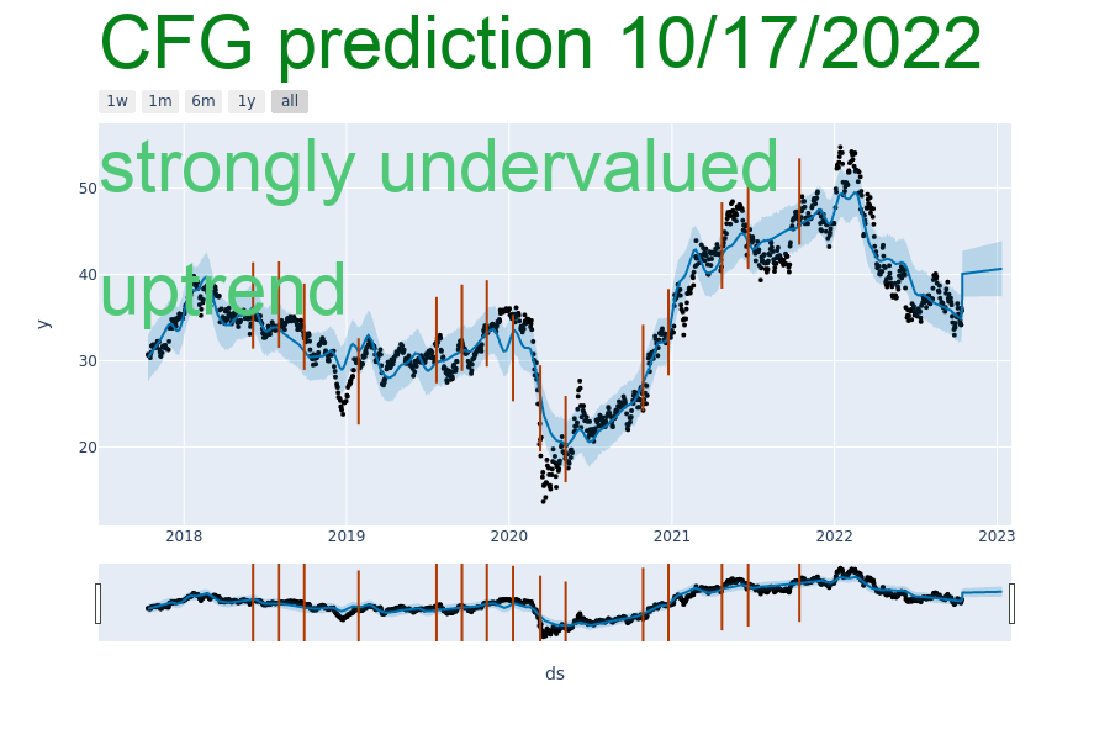 CFG prediction 10/17/2022
1w 1m 6m 1y all
strongly undervalued
50
uptrend
40
y
30
20
2018 2019 2020 2021 2022 2023
ds